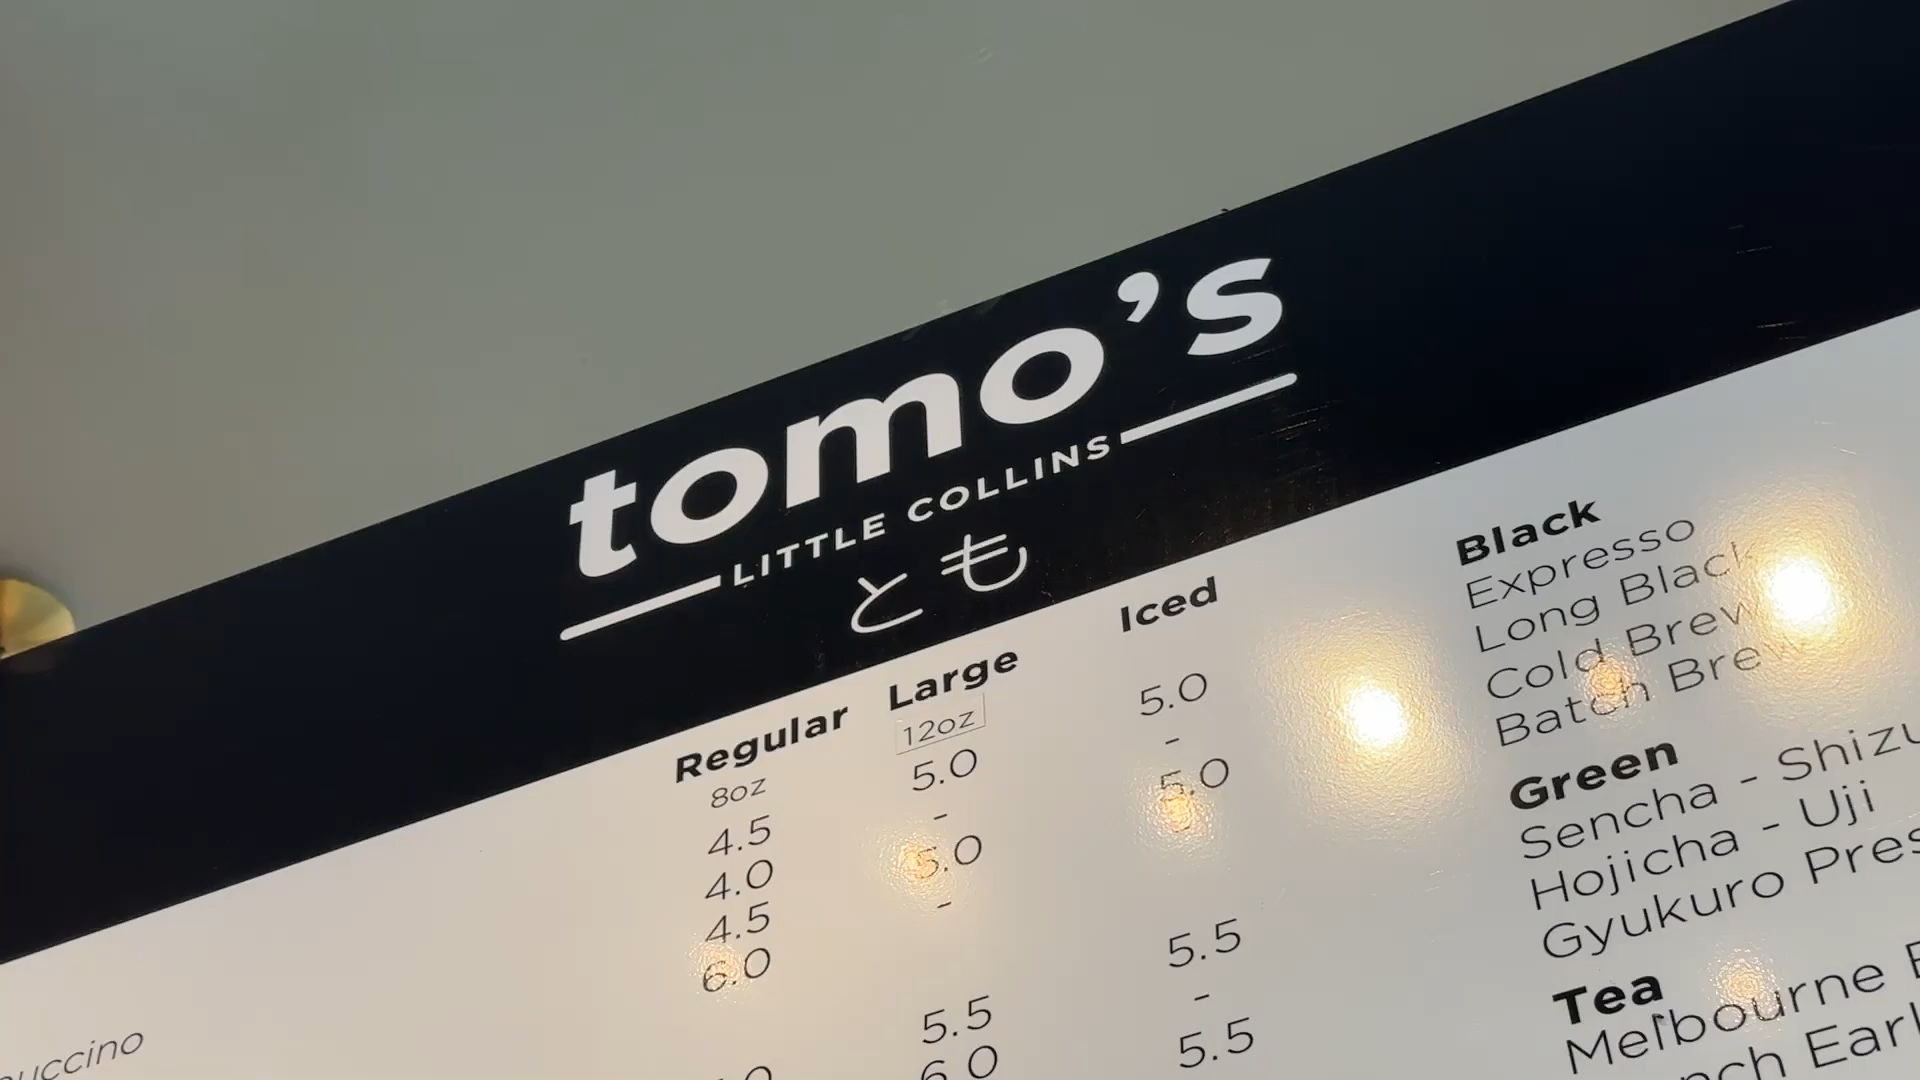 tomo's
LITTLE COLLINS
とも
Regular Large Iced
8oz 12oz
4.5 5.0 5.0
4.0 - -
4.5 5.0 5.0
6.0 -
5.5 5.5
6.0 -
5.5
Black
Expresso
Long Black
Cold Brew
Batch Brew
Green
Sencha -
Hojicha - Uji
Gyukuro
Tea
Melbourne